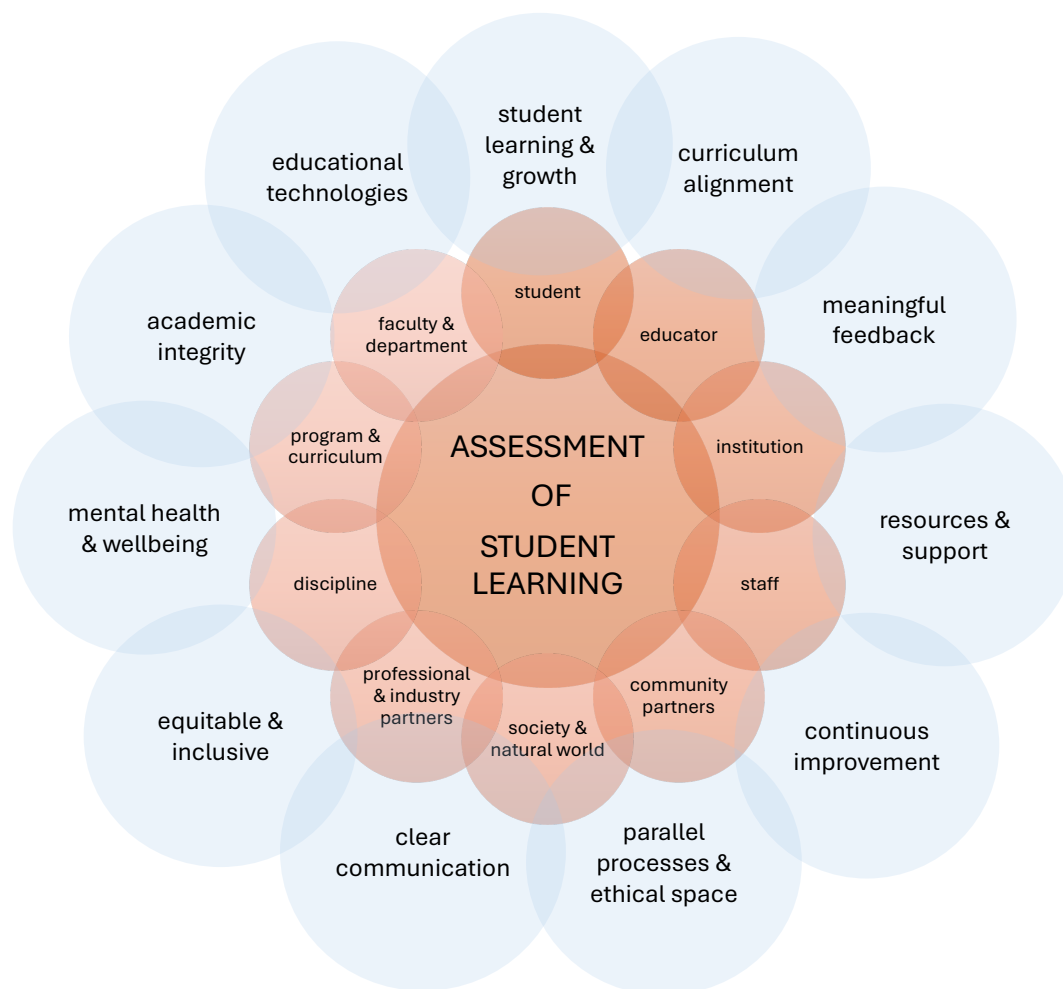 ASSESSMENT
OF
STUDENT
LEARNING
student
educator
institution
staff
community
partners
society &
natural world
professional
& industry
partners
discipline
program &
curriculum
faculty &
department
student
learning &
growth
curriculum
alignment
meaningful
feedback
resources &
support
continuous
improvement
parallel
processes &
ethical space
clear
communication
equitable &
inclusive
mental health
& wellbeing
academic
integrity
educational
technologies